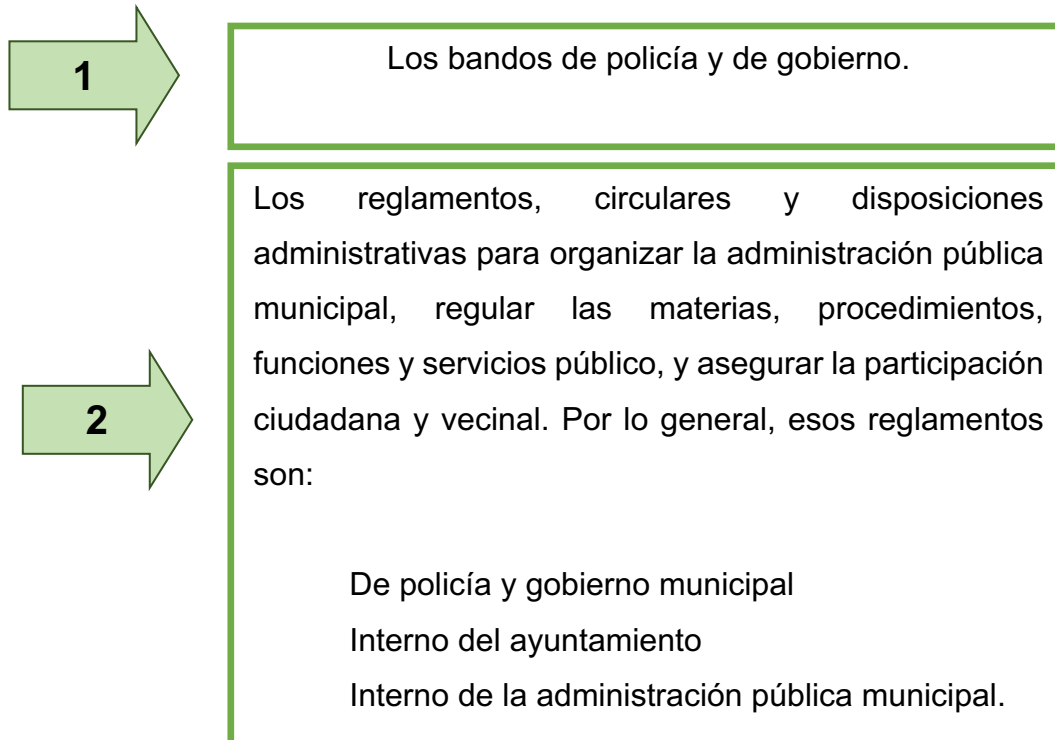 1
Los bandos de policía y de gobierno.
Los reglamentos, circulares y disposiciones
administrativas para organizar la administración pública
municipal, regular las materias, procedimientos,
funciones y servicios público, y asegurar la participación
2
ciudadana y vecinal. Por lo general, esos reglamentos
son:
De policía y gobierno municipal
Interno del ayuntamiento
Interno de la administración pública municipal.